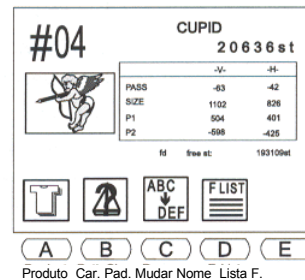 #04
CUPID
20636st
-V- -H-
PASS -63 -42
SIZE 1102 826
P1 504 401
P2 -598 -425
fd free st: 193109st
ABC
DEF
F LIST
A B C D E
Produto Car. Pad. Mudar Nome Lista F.